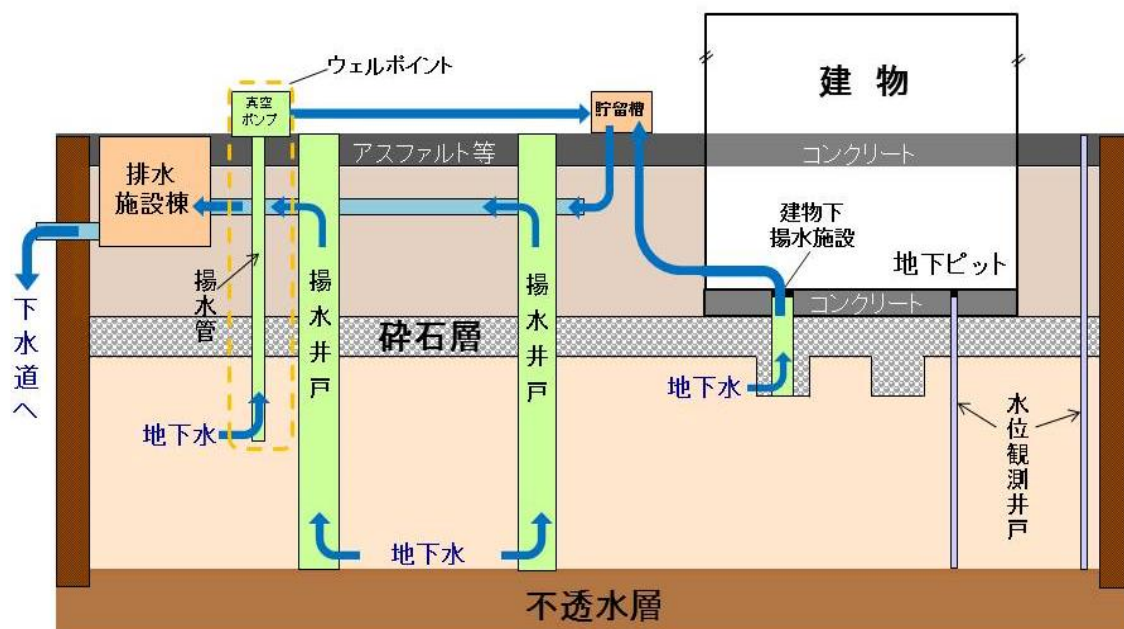 ウェルポイント
真空
ポンプ
貯留槽
建 物
アスファルト等
コンクリート
排水
施設棟
建物下
揚水施設
地下ピット
コンクリート
揚水管
揚水井戸
揚水井戸
下水道へ
砕石層
地下水
地下水
水位観測井戸
地下水
不透水層